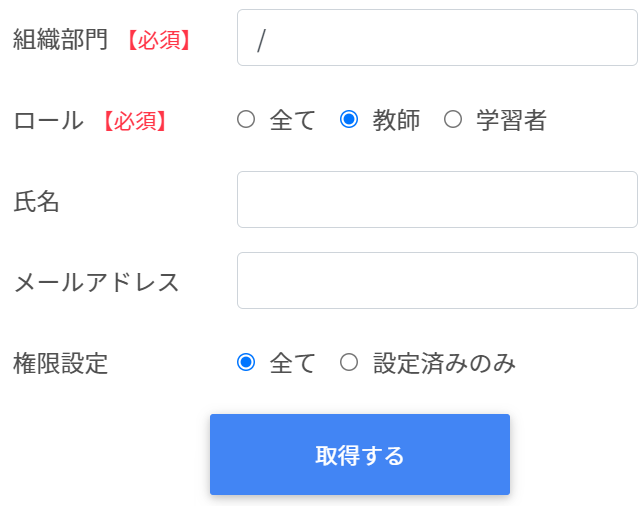 組織部門 【必須】 /
ロール 【必須】 全て 教師 学習者
氏名
メールアドレス
権限設定 全て 設定済みのみ
取得する